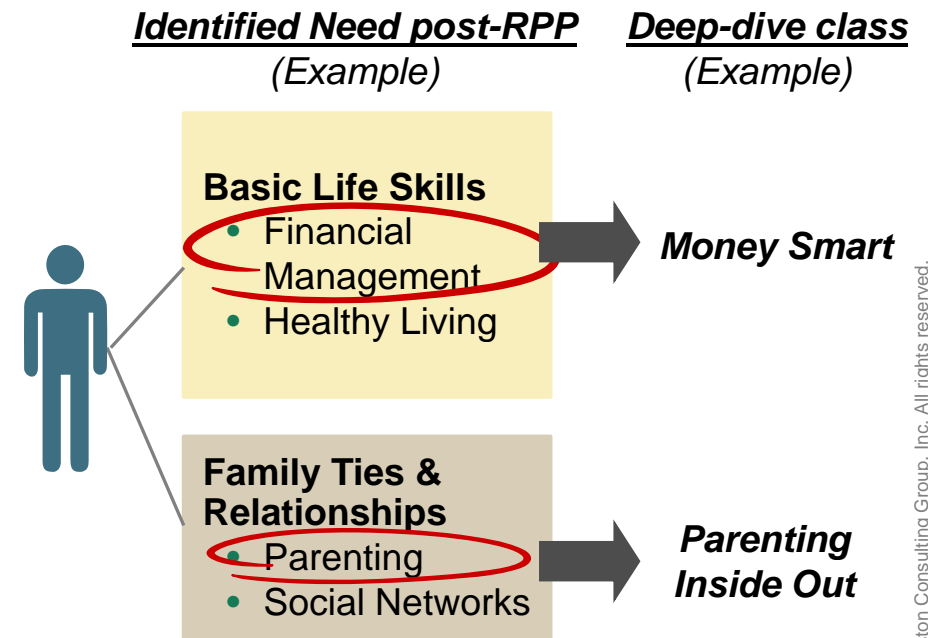 Identified Need post-RPP
(Example)
Deep-dive class
(Example)
Basic Life Skills
• Financial
Management
• Healthy Living
Money Smart
Family Ties &
Relationships
• Parenting
• Social Networks
Parenting
Inside Out
Consulting Group, Inc. All rights reserved.